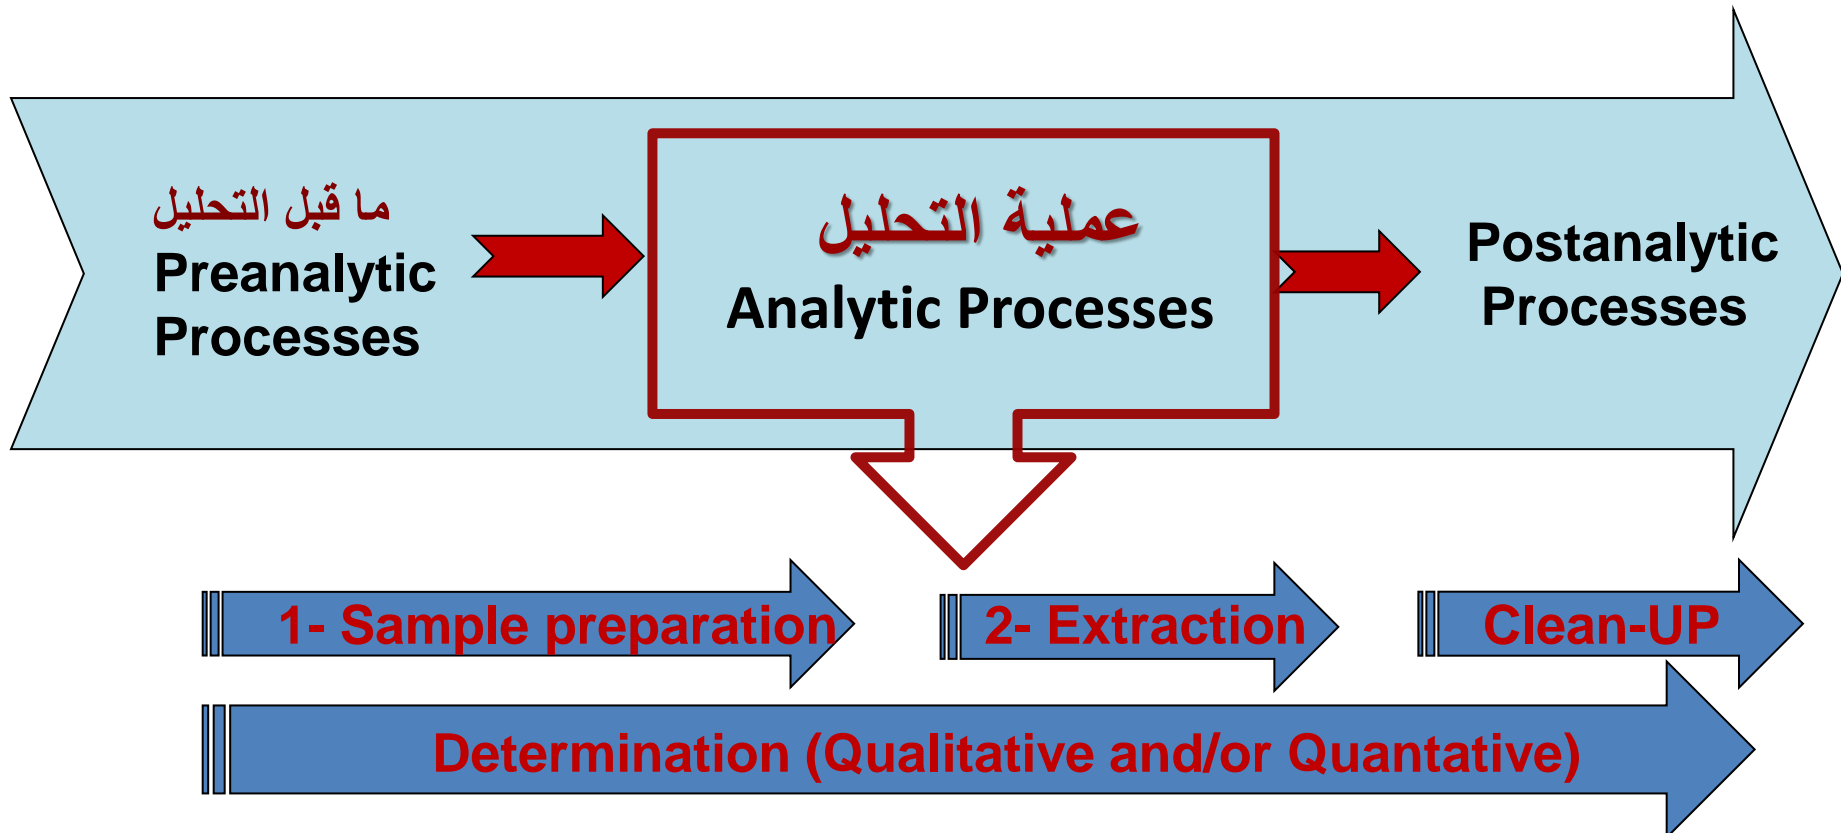 ما قبل التحليل
Preanalytic
Processes
عملية التحليل
Analytic Processes
Postanalytic
Processes
1- Sample preparation
2- Extraction
Clean-UP
Determination (Qualitative and/or Quantative)